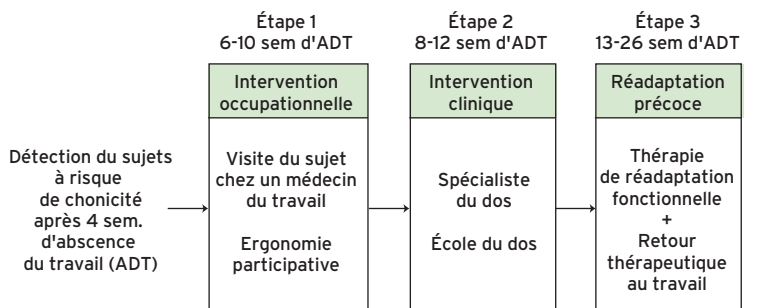 Étape 1
6-10 sem d'ADT
Étape 2
8-12 sem d'ADT
Étape 3
13-26 sem d'ADT
Intervention
occupationnelle
Intervention
clinique
Réadaptation
précoce
Détection du sujets
à risque
de chonicité
après 4 sem.
d'abscence
du travail (ADT)
Visite du sujet
chez un médecin
du travail
Ergonomie
participative
Spécialiste
du dos
École du dos
Thérapie
de réadaptation
fonctionnelle
+
Retour
thérapeutique
au travail